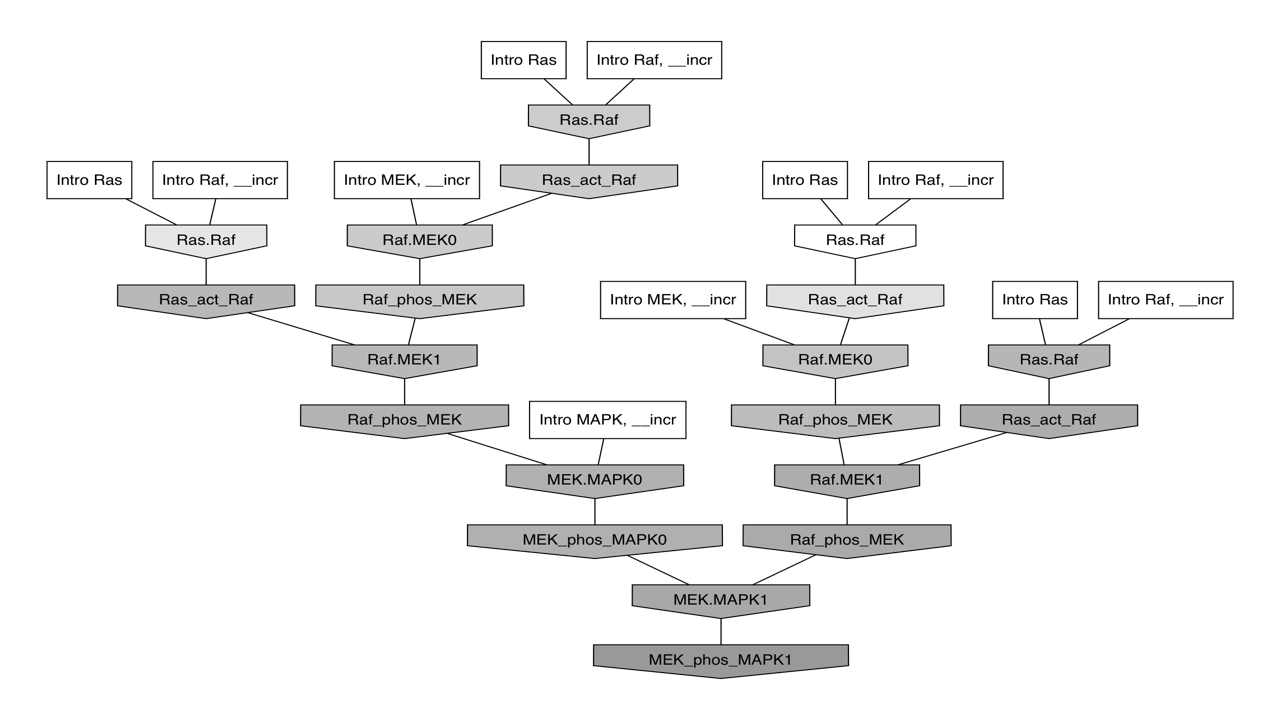 Intro Ras
Intro Raf, __incr
Ras.Raf
Intro Ras
Intro Raf, __incr
Intro MEK, __incr
Ras_act_Raf
Intro Ras
Intro Raf, __incr
Ras.Raf
Raf.MEK0
Ras.Raf
Ras_act_Raf
Raf_phos_MEK
Intro MEK, __incr
Ras_act_Raf
Intro Ras
Intro Raf, __incr
Raf.MEK1
Raf.MEK0
Ras.Raf
Raf_phos_MEK
Intro MAPK, __incr
Raf_phos_MEK
Ras_act_Raf
MEK.MAPK0
Raf.MEK1
MEK_phos_MAPK0
Raf_phos_MEK
MEK.MAPK1
MEK_phos_MAPK1